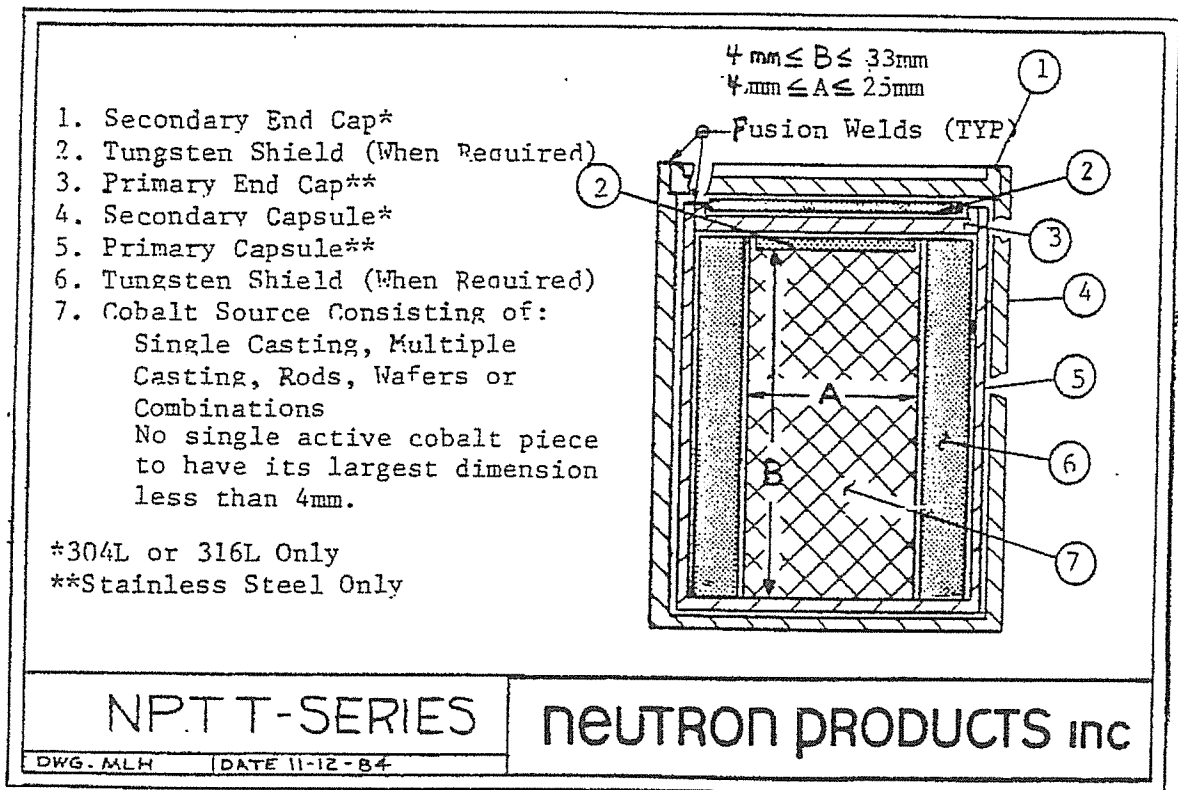 4 mm ≤ B ≤ 33mm
4 mm ≤ A ≤ 25mm
1. Secondary End Cap*
2. Tungsten Shield (When Required)
3. Primary End Cap**
4. Secondary Capsule*
5. Primary Capsule**
6. Tungsten Shield (When Required)
7. Cobalt Source Consisting of:
Single Casting, Multiple
Casting, Rods, Wafers or
Combinations
No single active cobalt piece
to have its largest dimension
less than 4mm.
*304L or 316L Only
**Stainless Steel Only
Fusion Welds (TYP)
1
2
2
3
4
A
5
B
6
7
NPTT T-SERIES
neutron products inc
DWG. MLH
DATE 11-12-84